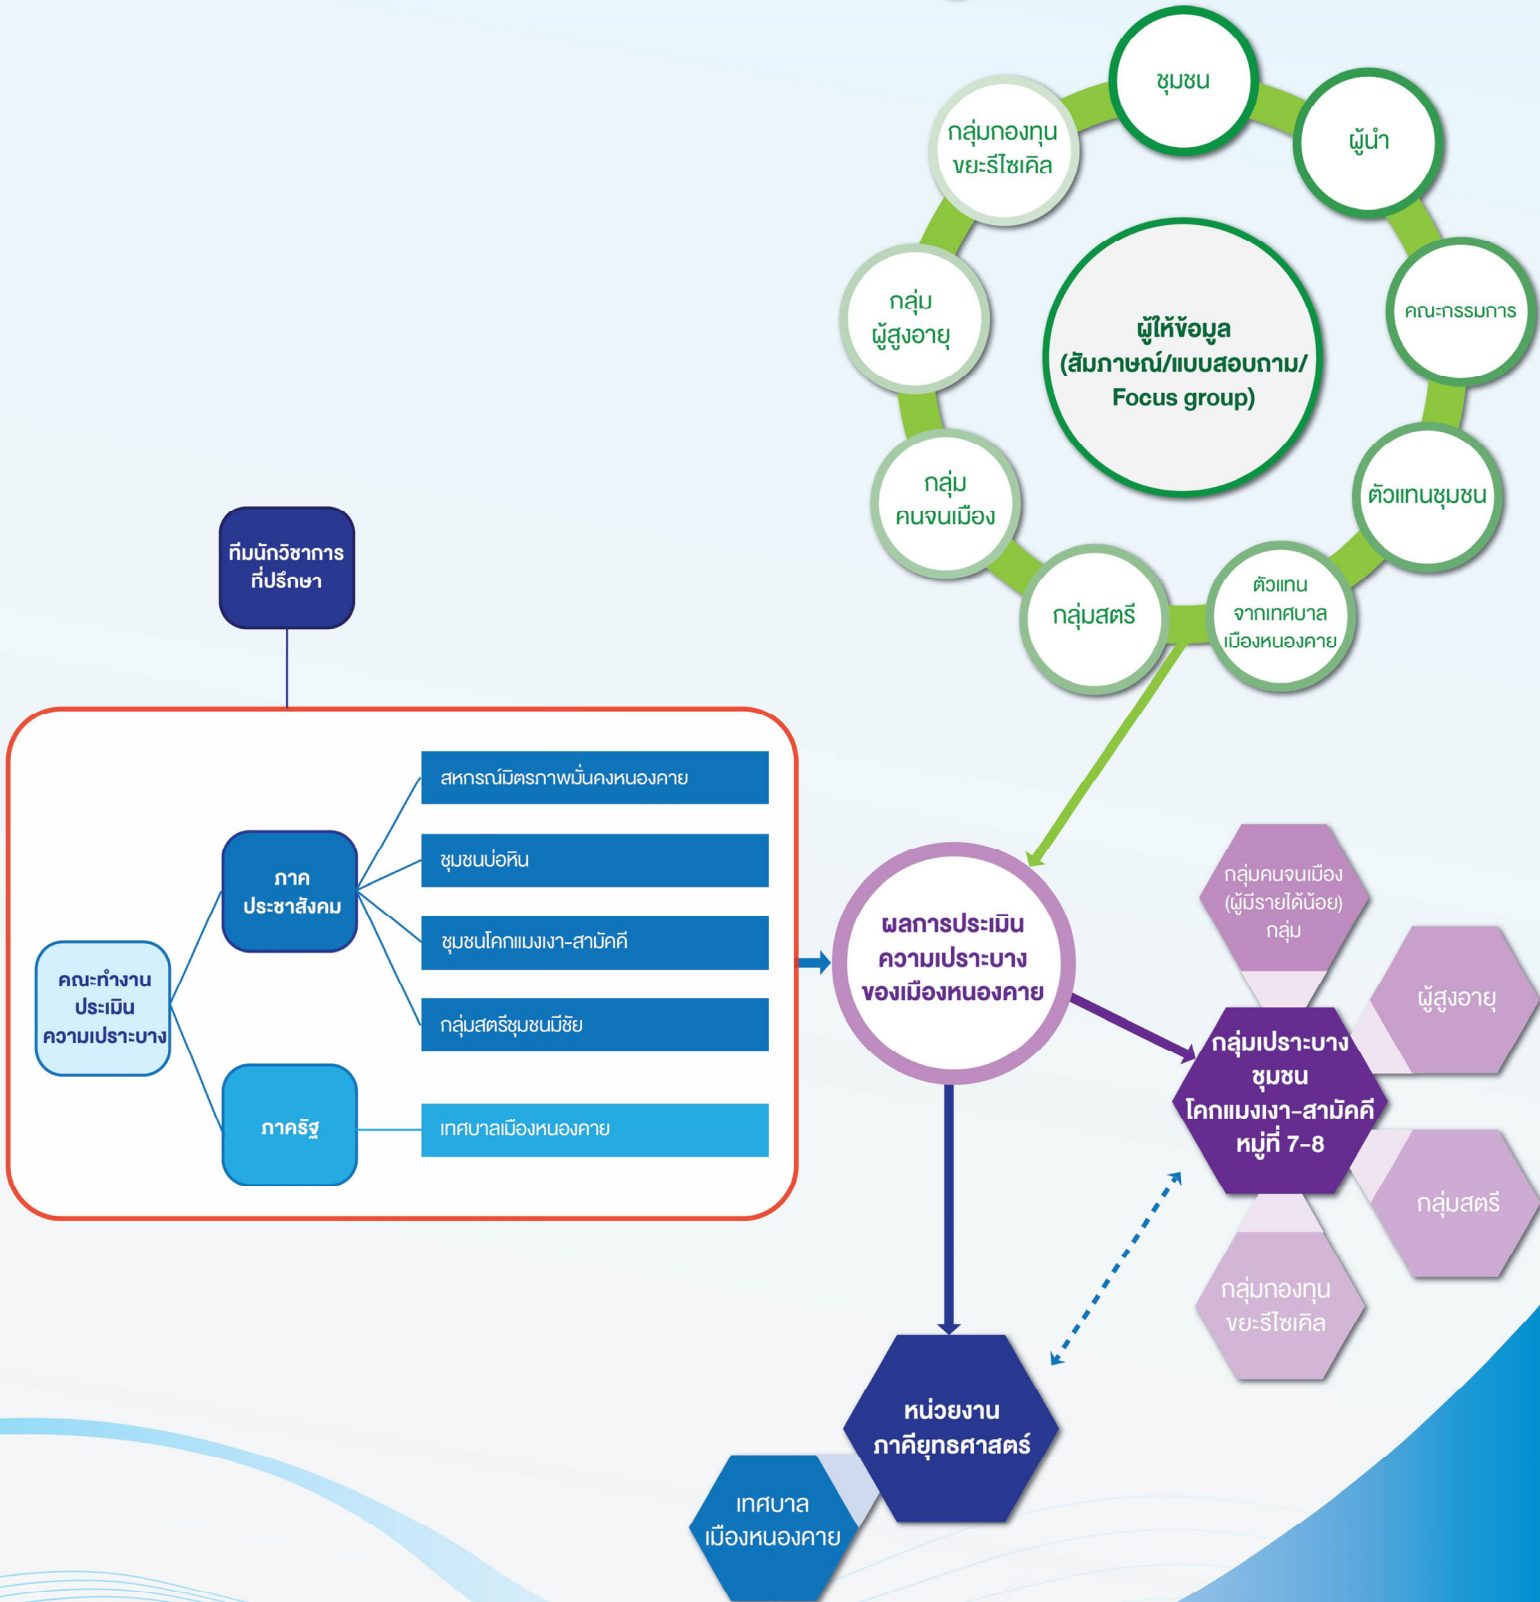 ชุมชน
ผู้นำ
คณะกรรมการ
ตัวแทนชุมชน
ตัวแทน
จากเทศบาล
เมืองหนองคาย
กลุ่มสตรี
กลุ่ม
คนจนเมือง
กลุ่ม
ผู้สูงอายุ
กลุ่มกองทุน
ขยะรีไซเคิล
ผู้ให้ข้อมูล
(สัมภาษณ์/แบบสอบถาม/
Focus group)
ทีมนักวิชาการ
ที่ปรึกษา
คณะทำงาน
ประเมิน
ความเปราะบาง
ภาค
ประชาสังคม
สหกรณ์มิตรภาพมั่นคงหนองคาย
ชุมชนบ่อหิน
ชุมชนโคกแมงเงา-สามัคคี
กลุ่มสตรีชุมชนมีชัย
ภาครัฐ
เทศบาลเมืองหนองคาย
ผลการประเมิน
ความเปราะบาง
ของเมืองหนองคาย
กลุ่มคนจนเมือง
(ผู้มีรายได้น้อย)
กลุ่ม
ผู้สูงอายุ
กลุ่มเปราะบาง
ชุมชน
โคกแมงเงา-สามัคคี
หมู่ที่ 7-8
กลุ่มสตรี
กลุ่มกองทุน
ขยะรีไซเคิล
หน่วยงาน
ภาคียุทธศาสตร์
เทศบาล
เมืองหนองคาย